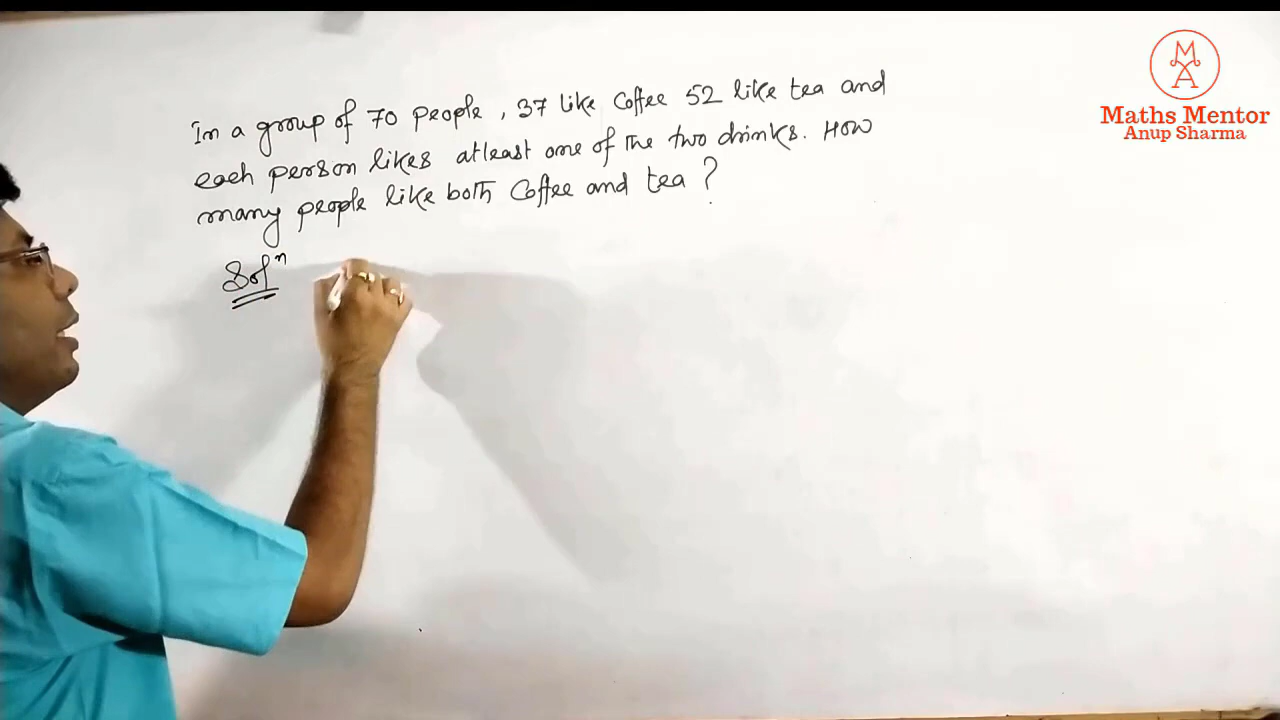 In a group of 70 people, 37 like Coffee 52 like tea and
each person likes atleast one of the two drinks. How
many people like both Coffee and tea?
Solⁿ
MA
Maths Mentor
Anup Sharma